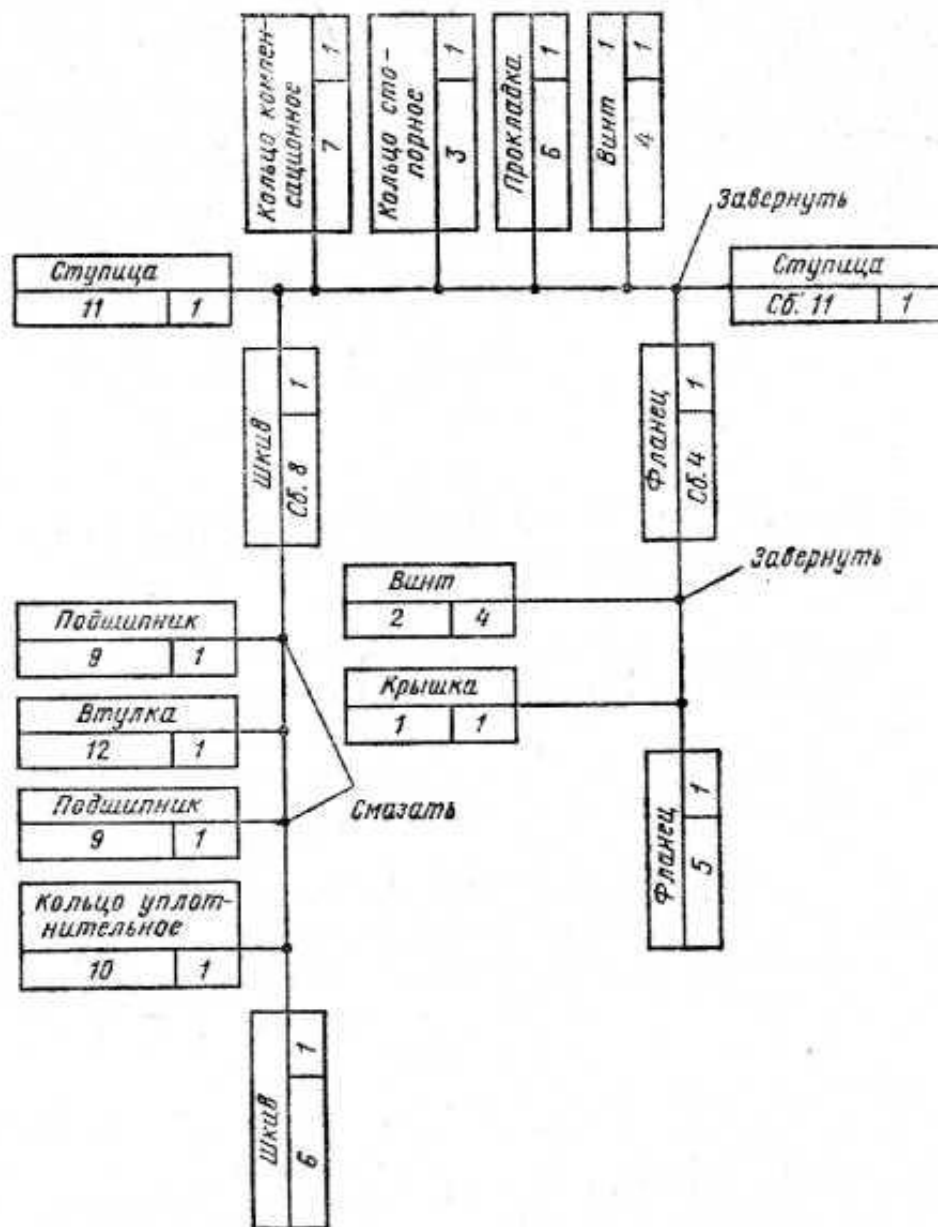 Кольцо компен-
сационное
7 1
Кольцо сто-
порное
3 1
Прокладка
6 1
Винт 1
4 1
Завернуть
Ступица
11 1
Ступица
Сб. 11 1
Шкив
Сб. 8 1
Фланец
Сб. 4 1
Завернуть
Винт
2 4
Подшипник
9 1
Крышка
1 1
Втулка
12 1
Подшипник
9 1
Смазать
Фланец
5 1
Кольцо уплот-
нительное
10 1
Шкив
6 1